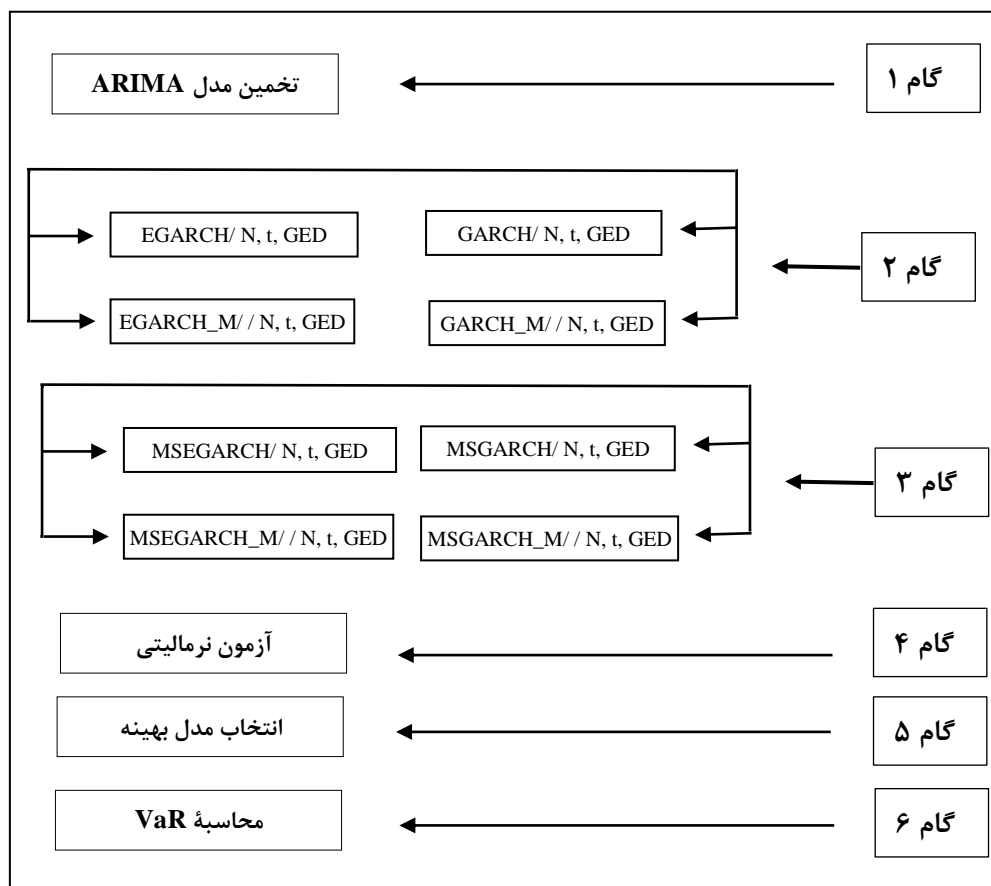 گام ۱
تخمین مدل ARIMA
گام ۲
GARCH/ N, t, GED
EGARCH/ N, t, GED
GARCH_M/ / N, t, GED
EGARCH_M/ / N, t, GED
گام ۳
MSGARCH/ N, t, GED
MSEGARCH/ N, t, GED
MSGARCH_M/ / N, t, GED
MSEGARCH_M/ / N, t, GED
گام ۴
آزمون نرمالیتی
گام ۵
انتخاب مدل بهینه
گام ۶
محاسبۀ VaR